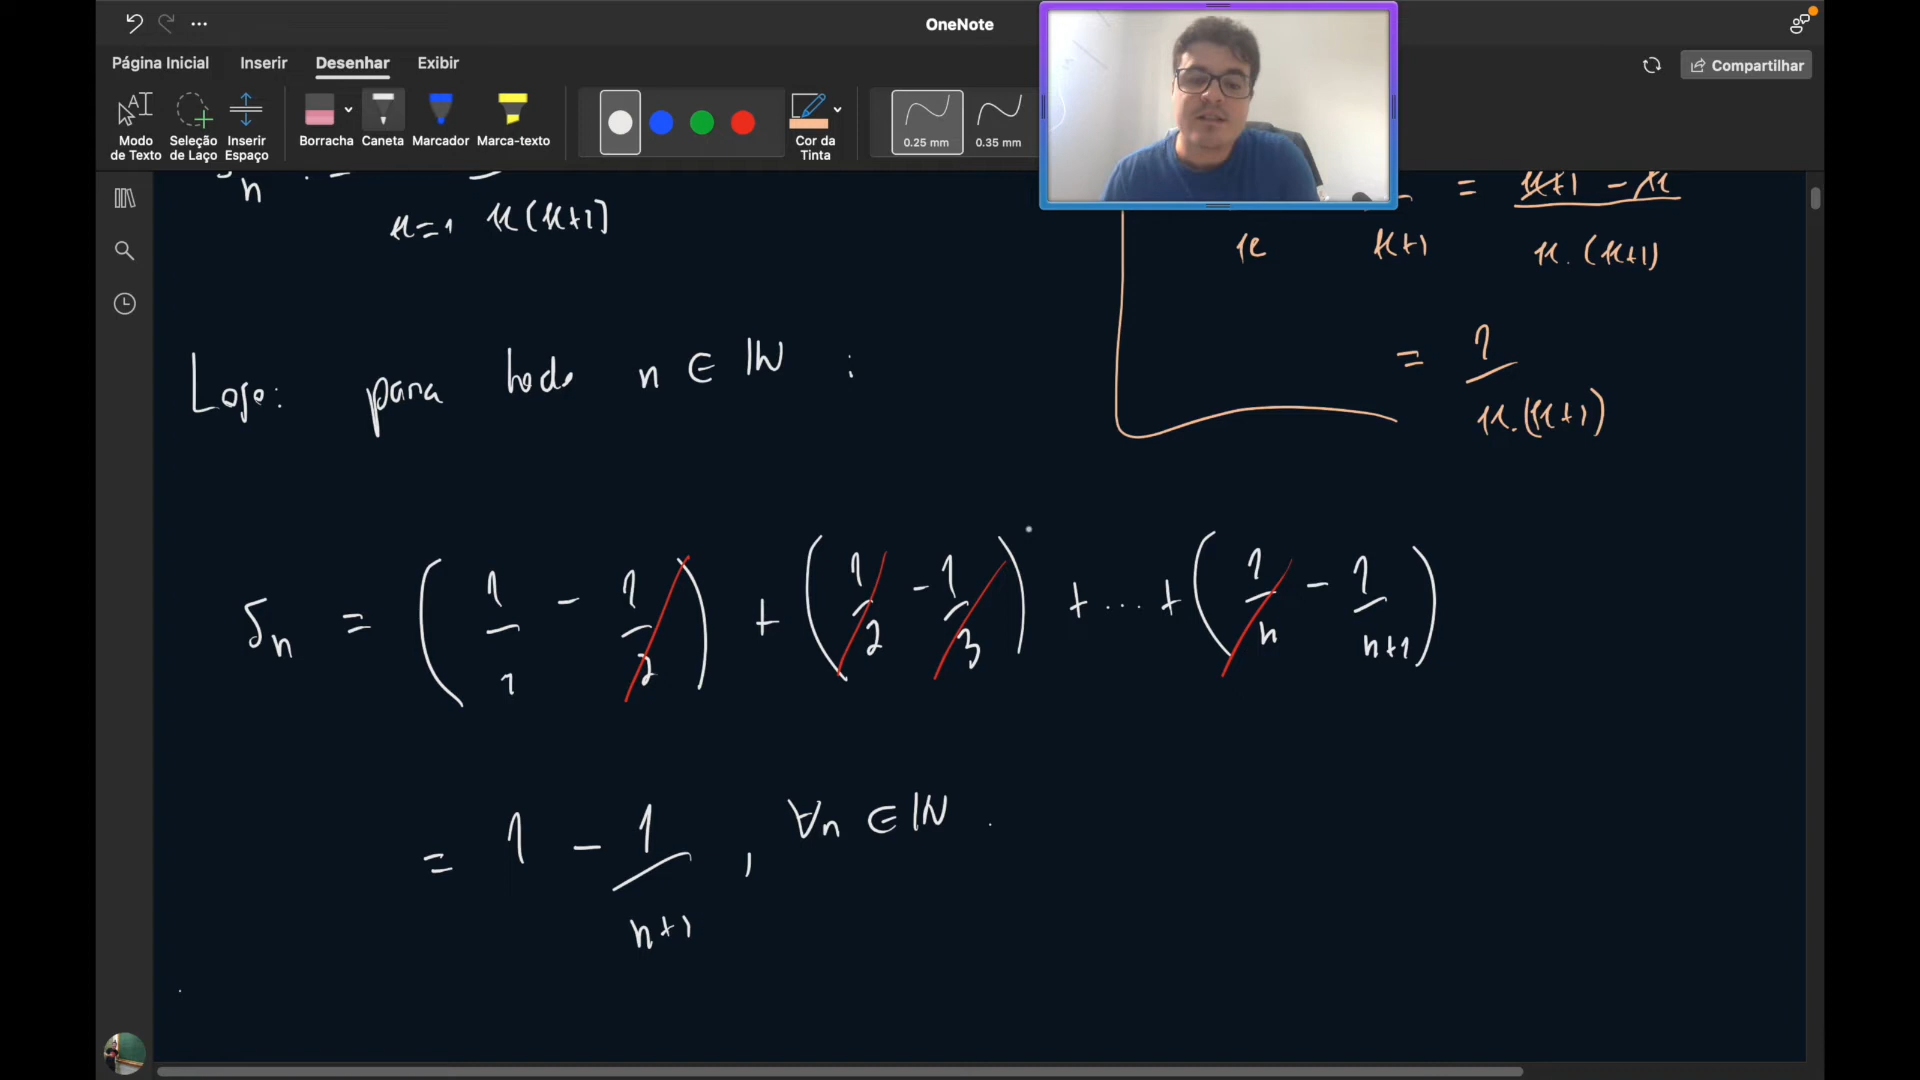 OneNote
Página Inicial Inserir Desenhar Exibir
Compartilhar
Modo de Texto
Seleção de Laço
Inserir Espaço
Borracha
Caneta
Marcador
Marca-texto
Cor da Tinta
0.25 mm
0.35 mm
n := κ=1 κ(κ+1)
κ κ+1 = κ+1 - κ / κ.(κ+1)
= 1/κ.(κ+1)
Logo: para todo n ∈ ℕ :
Sn = (1/1 - 1/2) + (1/2 - 1/3) + ... + (1/n - 1/n+1)
= 1 - 1/n+1 , ∀n ∈ ℕ .